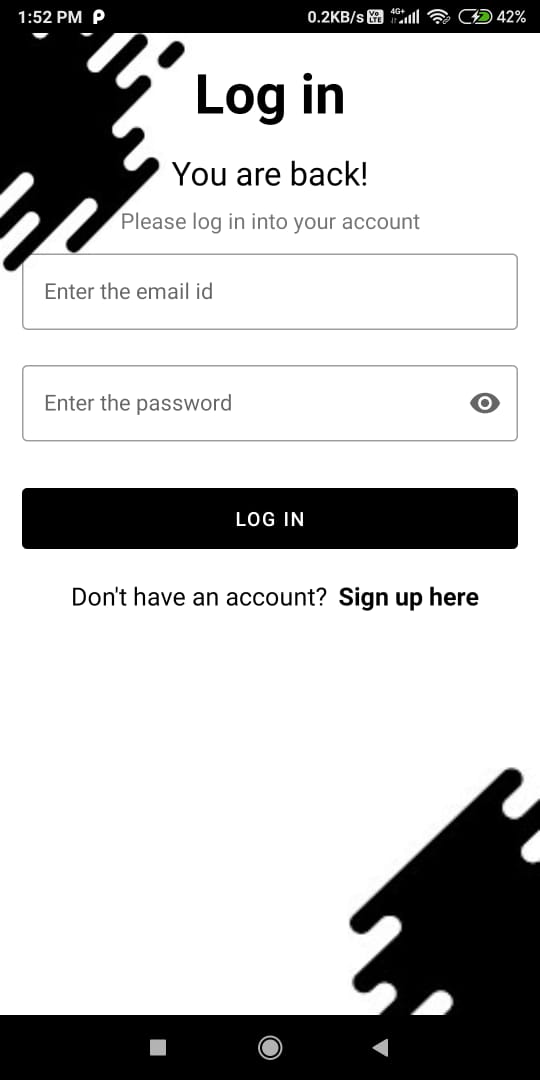 1:52 PM P 0.2KB/s Vo LTE 4G+ 42%
Log in
You are back!
Please log in into your account
Enter the email id
Enter the password
LOG IN
Don't have an account? Sign up here